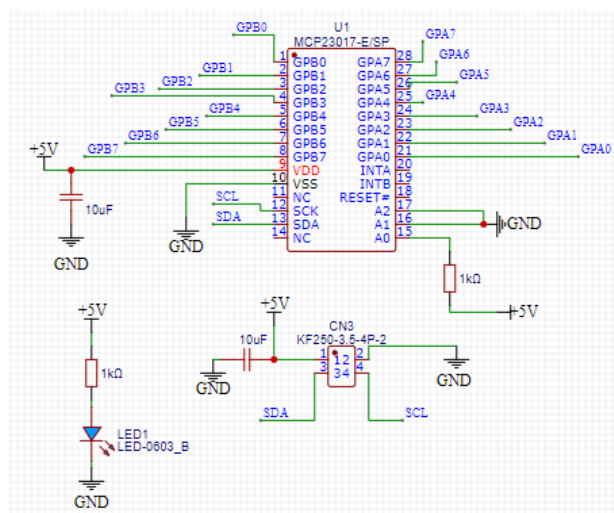 GPB0
U1
MCP23017-E/SP
GPA7
GPA6
GPA5
GPA4
GPA3
GPA2
GPA1
GPA0
GPB1
GPB2
GPB3
GPB4
GPB5
GPB6
GPB7
1 GPB0 GPA7 28
2 GPB1 GPA6 27
3 GPB2 GPA5 26
4 GPB3 GPA4 25
5 GPB4 GPA3 24
6 GPB5 GPA2 23
7 GPB6 GPA1 22
8 GPB7 GPA0 21
9 VDD INTA 20
10 VSS INTB 19
11 NC RESET# 18
12 SCK A2 17
13 SDA A1 16
14 NC A0 15
+5V
10uF
GND
GND
SCL
SDA
GND
1kΩ
+5V
+5V
1kΩ
LED1
LED-0603_B
GND
+5V
CN3
KF250-3.5-4P-2
10uF
GND
1 1 2 2
3 3 4 4
GND
SDA
SCL